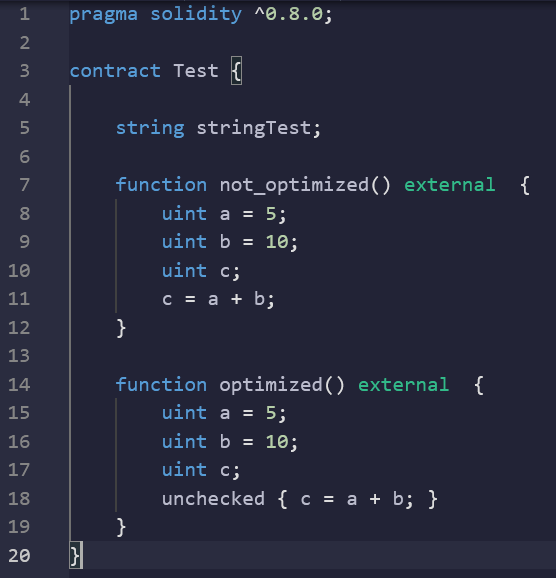 1 pragma solidity ^0.8.0;
2
3 contract Test {
4
5 string stringTest;
6
7 function not_optimized() external  {
8 uint a = 5;
9 uint b = 10;
10 uint c;
11 c = a + b;
12 }
13
14 function optimized() external  {
15 uint a = 5;
16 uint b = 10;
17 uint c;
18 unchecked { c = a + b; }
19 }
20 }